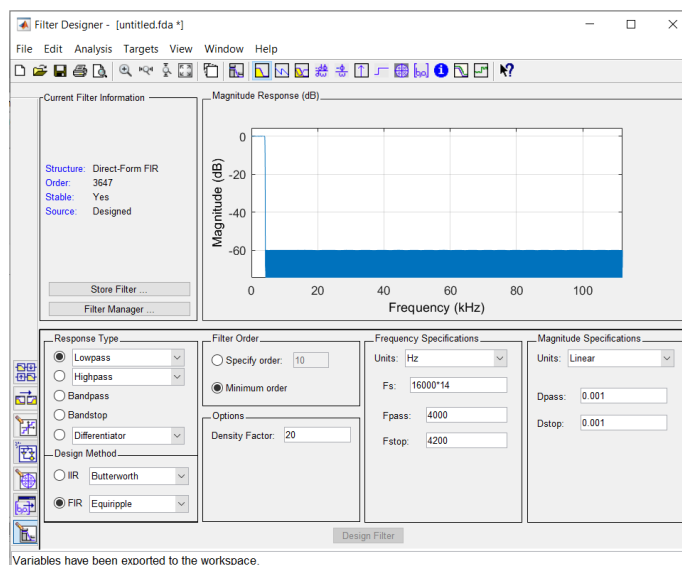 Filter Designer - [untitled.fda *]
File Edit Analysis Targets View Window Help
Current Filter Information
Structure: Direct-Form FIR
Order: 3647
Stable: Yes
Source: Designed
Store Filter ...
Filter Manager ...
Magnitude Response (dB)
Magnitude (dB)
0
-20
-40
-60
0 20 40 60 80 100
Frequency (kHz)
Response Type
Lowpass
Highpass
Bandpass
Bandstop
Differentiator
Design Method
IIR Butterworth
FIR Equiripple
Filter Order
Specify order: 10
Minimum order
Options
Density Factor: 20
Frequency Specifications
Units: Hz
Fs: 16000*14
Fpass: 4000
Fstop: 4200
Magnitude Specifications
Units: Linear
Dpass: 0.001
Dstop: 0.001
Design Filter
Variables have been exported to the workspace.